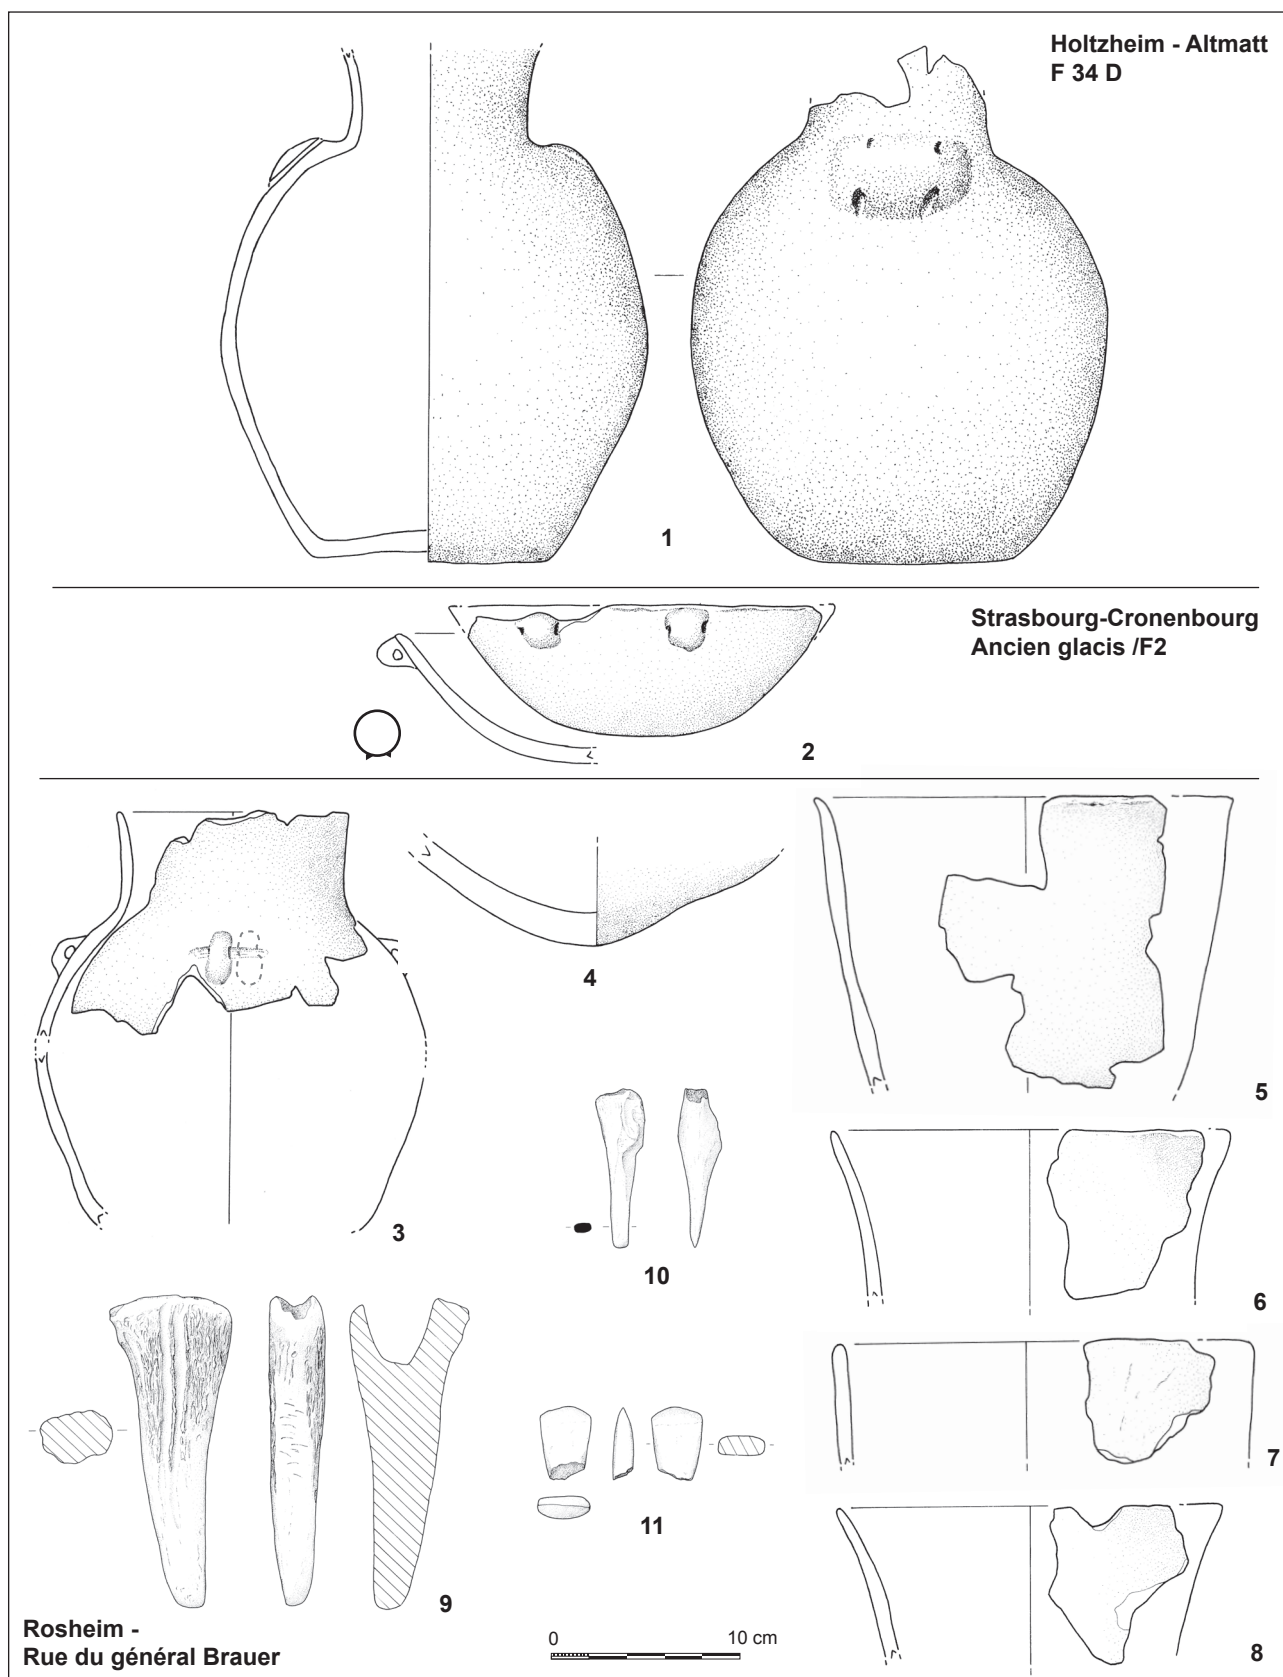 Holtzheim - Altmatt
F 34 D
1
Strasbourg-Cronenbourg
Ancien glacis /F2
2
3
4
5
10
6
9
11
7
Rosheim -
Rue du général Brauer
0 10 cm
8